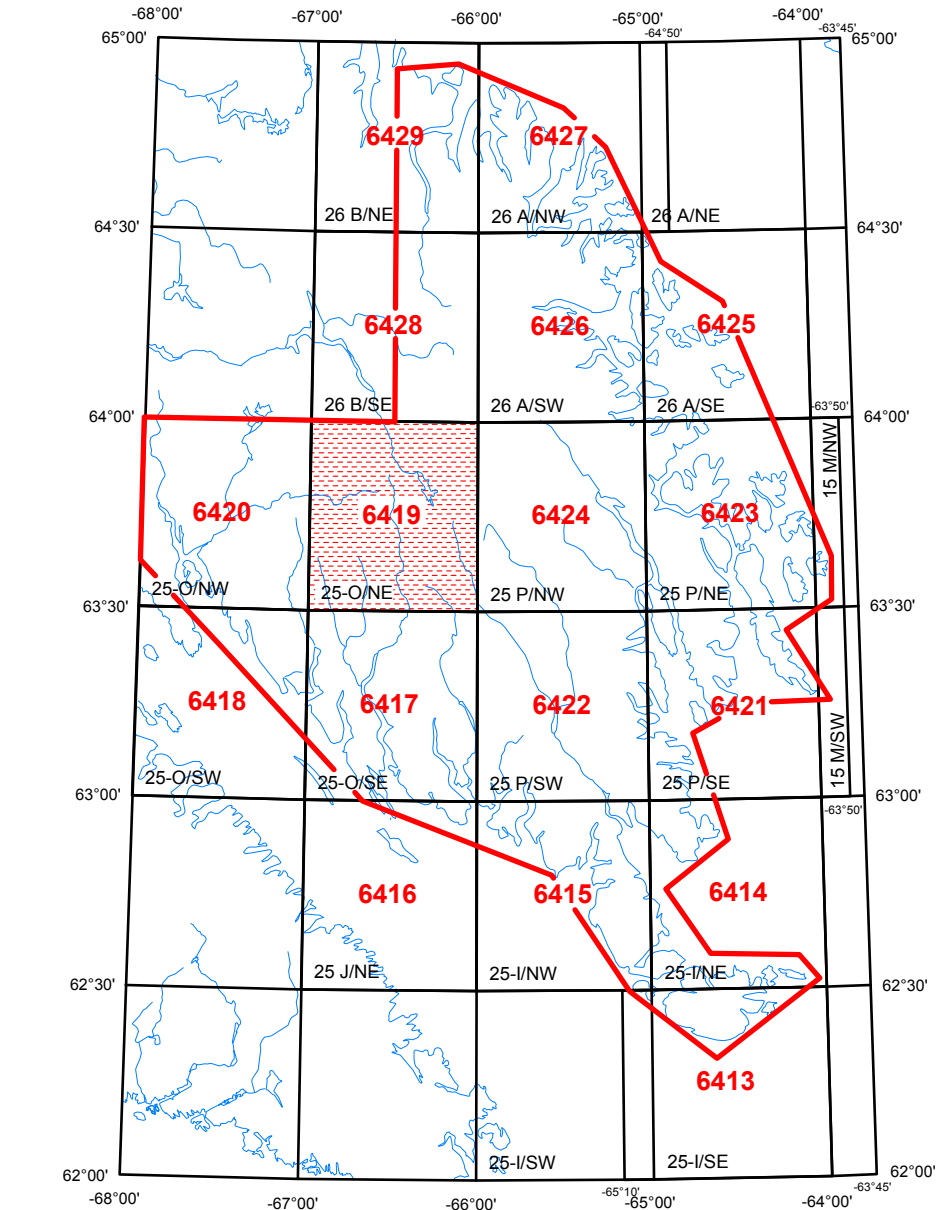 -68°00'
-67°00'
-66°00'
-65°00'
-64°00'
-63°45'
-64°50'
65°00'
65°00'
6429
6427
26 B/NE
26 A/NW
26 A/NE
64°30'
64°30'
6428
6426
6425
26 B/SE
26 A/SW
26 A/SE
-63°50'
64°00'
64°00'
15 M/NW
6420
6419
6424
6423
25-O/NW
25-O/NE
25 P/NW
25 P/NE
63°30'
63°30'
6418
6417
6422
6421
15 M/SW
25-O/SW
25-O/SE
25 P/SW
25 P/SE
63°00'
63°00'
-63°50'
6416
6415
6414
25 J/NE
25-I/NW
25-I/NE
62°30'
62°30'
6413
25-I/SW
25-I/SE
62°00'
62°00'
-68°00'
-67°00'
-66°00'
-65°10'
-65°00'
-64°00'
-63°45'